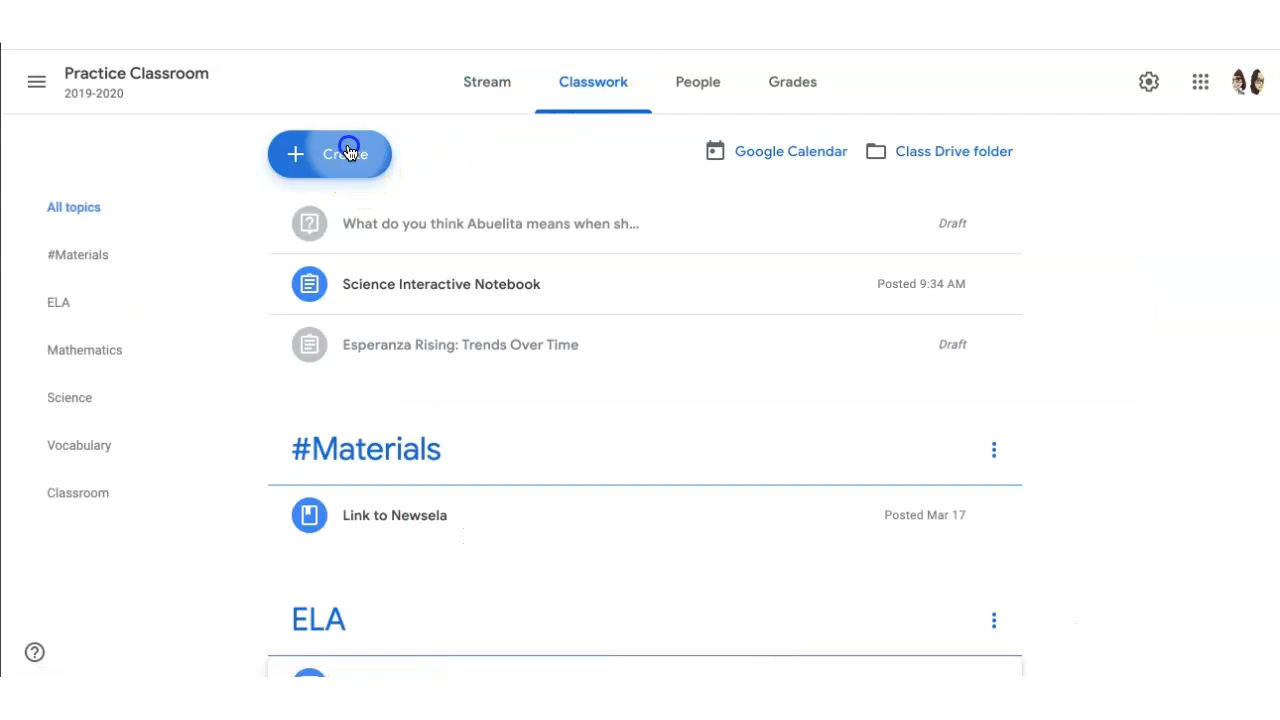 Practice Classroom
2019-2020
Stream Classwork People Grades
Create
Google Calendar
Class Drive folder
All topics
#Materials
ELA
Mathematics
Science
Vocabulary
Classroom
What do you think Abuelita means when sh...
Draft
Science Interactive Notebook
Posted 9:34 AM
Esperanza Rising: Trends Over Time
Draft
#Materials
Link to Newsela
Posted Mar 17
ELA